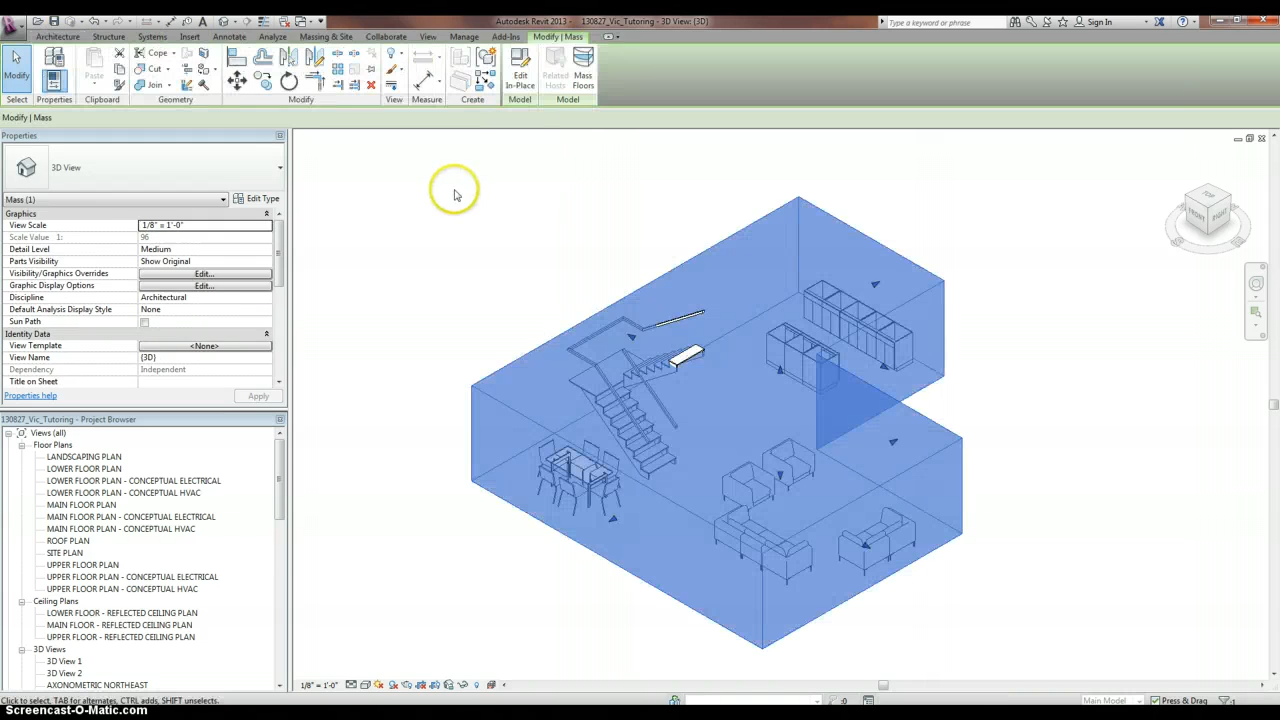 Autodesk Revit 2013 - 130827_Vic_Tutoring - 3D View: {3D}
Type a keyword or phrase
Sign In
Architecture Structure Systems Insert Annotate Analyze Massing & Site Collaborate View Manage Add-Ins Modify | Mass
Modify
Paste
Cope
Cut
Join
Edit
In-Place
Related
Hosts
Mass
Floors
Select Properties Clipboard Geometry Modify View Measure Create Model Model
Modify | Mass
Properties
3D View
Mass (1)
Edit Type
Graphics
View Scale 1/8" = 1'-0"
Scale Value 1: 96
Detail Level Medium
Parts Visibility Show Original
Visibility/Graphics Overrides Edit...
Graphic Display Options Edit...
Discipline Architectural
Default Analysis Display Style None
Sun Path
Identity Data
View Template <None>
View Name {3D}
Dependency Independent
Title on Sheet
Properties help
Apply
130827_Vic_Tutoring - Project Browser
Views (all)
Floor Plans
LANDSCAPING PLAN
LOWER FLOOR PLAN
LOWER FLOOR PLAN - CONCEPTUAL ELECTRICAL
LOWER FLOOR PLAN - CONCEPTUAL HVAC
MAIN FLOOR PLAN
MAIN FLOOR PLAN - CONCEPTUAL ELECTRICAL
MAIN FLOOR PLAN - CONCEPTUAL HVAC
ROOF PLAN
SITE PLAN
UPPER FLOOR PLAN
UPPER FLOOR PLAN - CONCEPTUAL ELECTRICAL
UPPER FLOOR PLAN - CONCEPTUAL HVAC
Ceiling Plans
LOWER FLOOR - REFLECTED CEILING PLAN
MAIN FLOOR - REFLECTED CEILING PLAN
UPPER FLOOR - REFLECTED CEILING PLAN
3D Views
3D View 1
3D View 2
AXONOMETRIC NORTHEAST
TOP
FRONT
RIGHT
1/8" = 1'-0"
Click to select, TAB for alternates, CTRL adds, SHIFT unselects.
:0
Main Model
Press & Drag
:1
Screencast-O-Matic.com